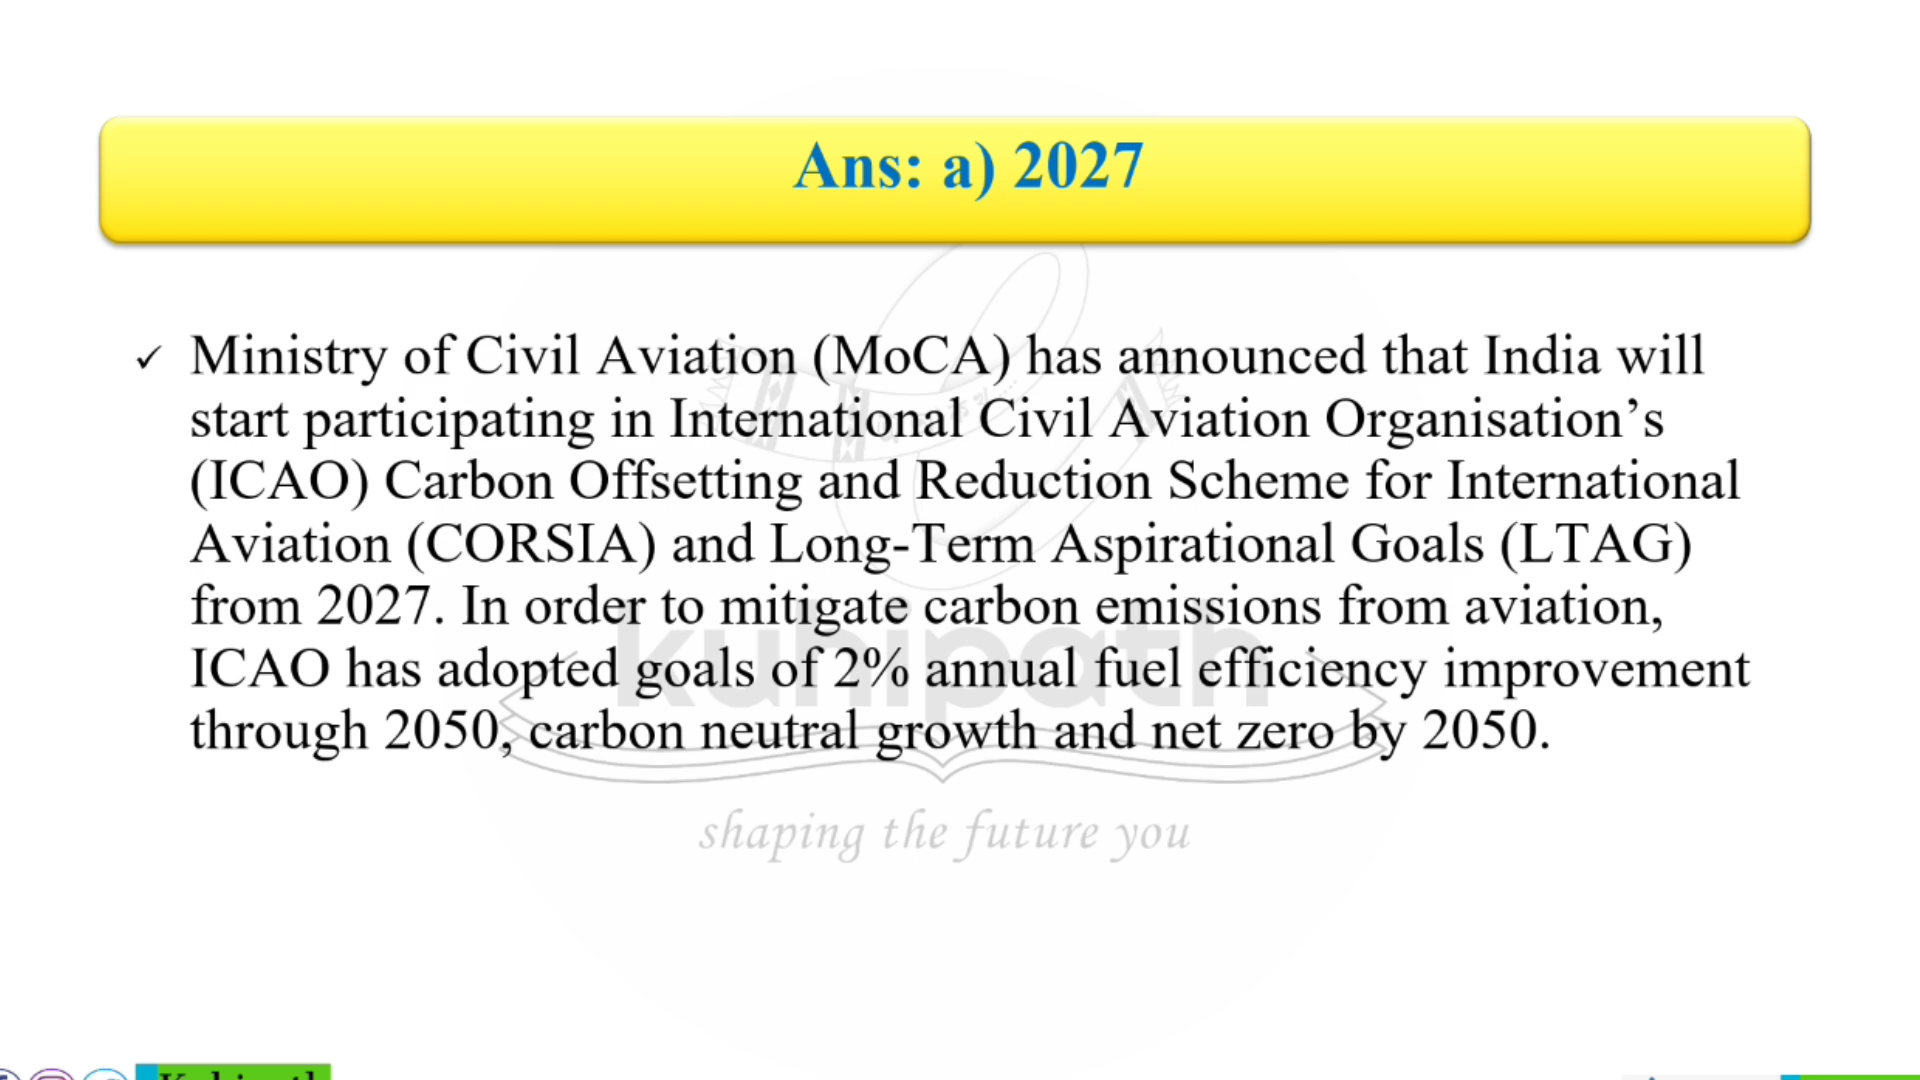 Ans: a) 2027
✓ Ministry of Civil Aviation (MoCA) has announced that India will
start participating in International Civil Aviation Organisation’s
(ICAO) Carbon Offsetting and Reduction Scheme for International
Aviation (CORSIA) and Long-Term Aspirational Goals (LTAG)
from 2027. In order to mitigate carbon emissions from aviation,
ICAO has adopted goals of 2% annual fuel efficiency improvement
through 2050, carbon neutral growth and net zero by 2050.
kuhipath
shaping the future you
Kuhipath